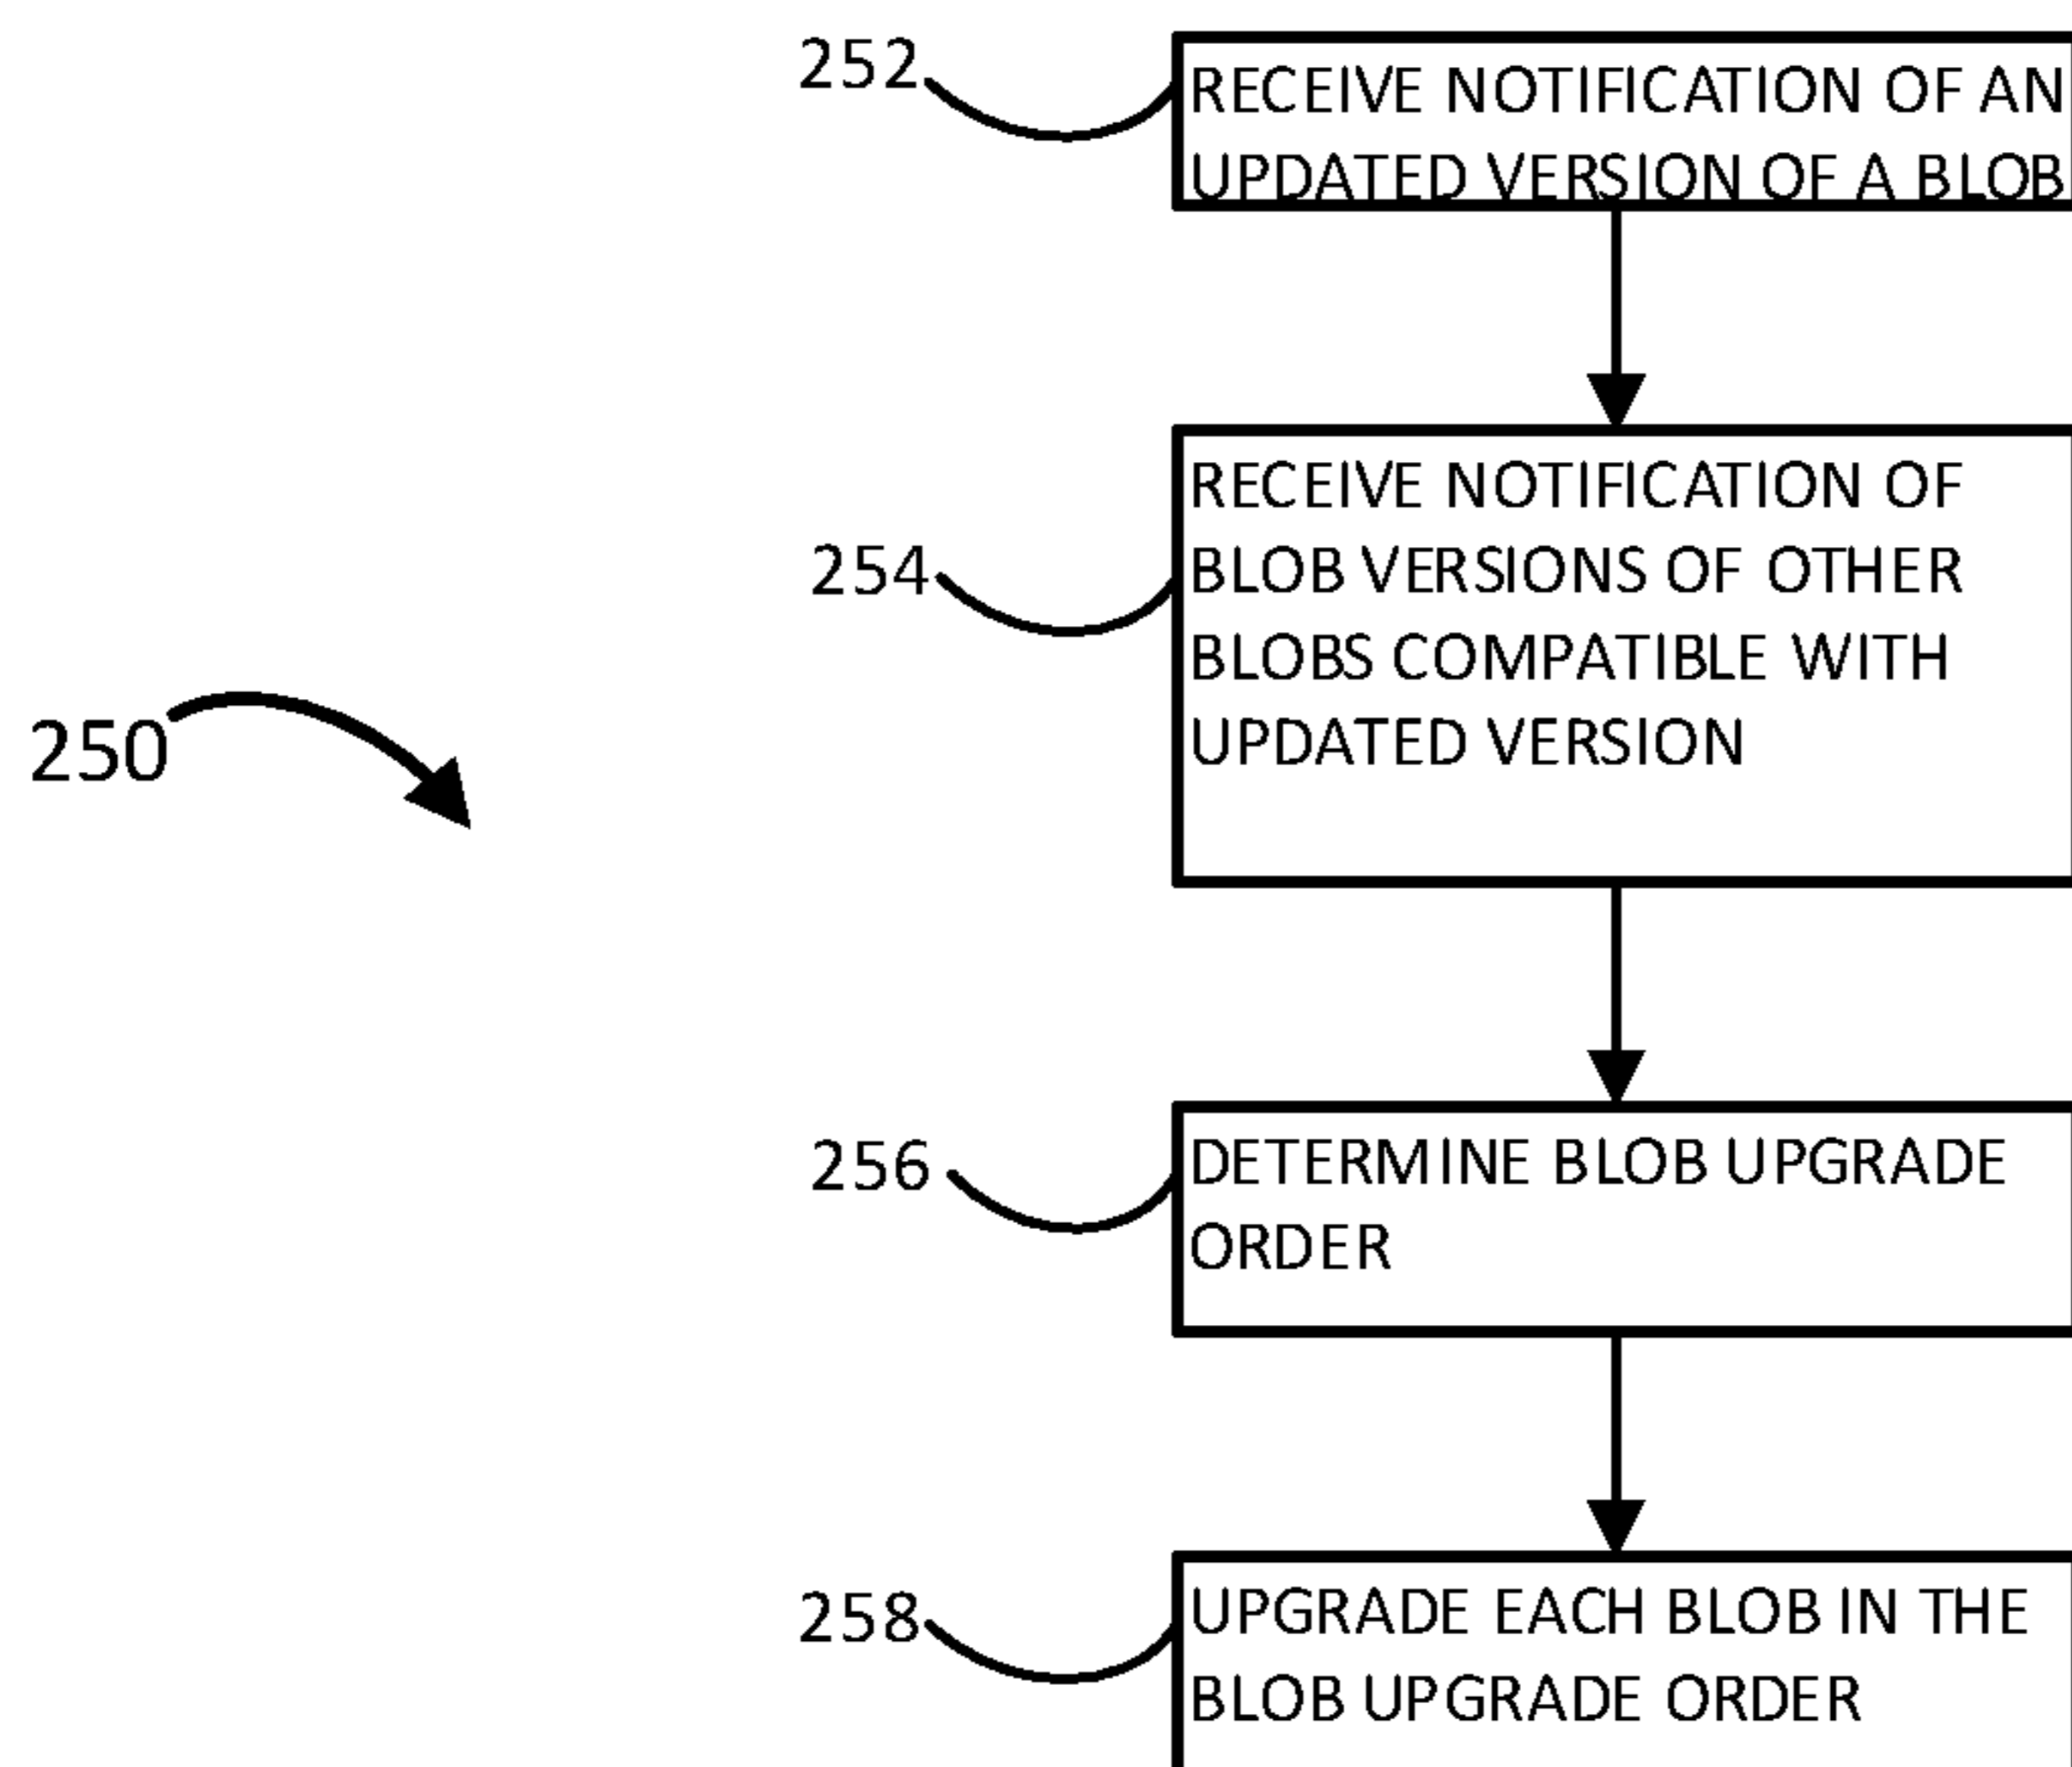 252
RECEIVE NOTIFICATION OF AN
UPDATED VERSION OF A BLOB
254
RECEIVE NOTIFICATION OF
BLOB VERSIONS OF OTHER
BLOBS COMPATIBLE WITH
UPDATED VERSION
250
256
DETERMINE BLOB UPGRADE
ORDER
258
UPGRADE EACH BLOB IN THE
BLOB UPGRADE ORDER